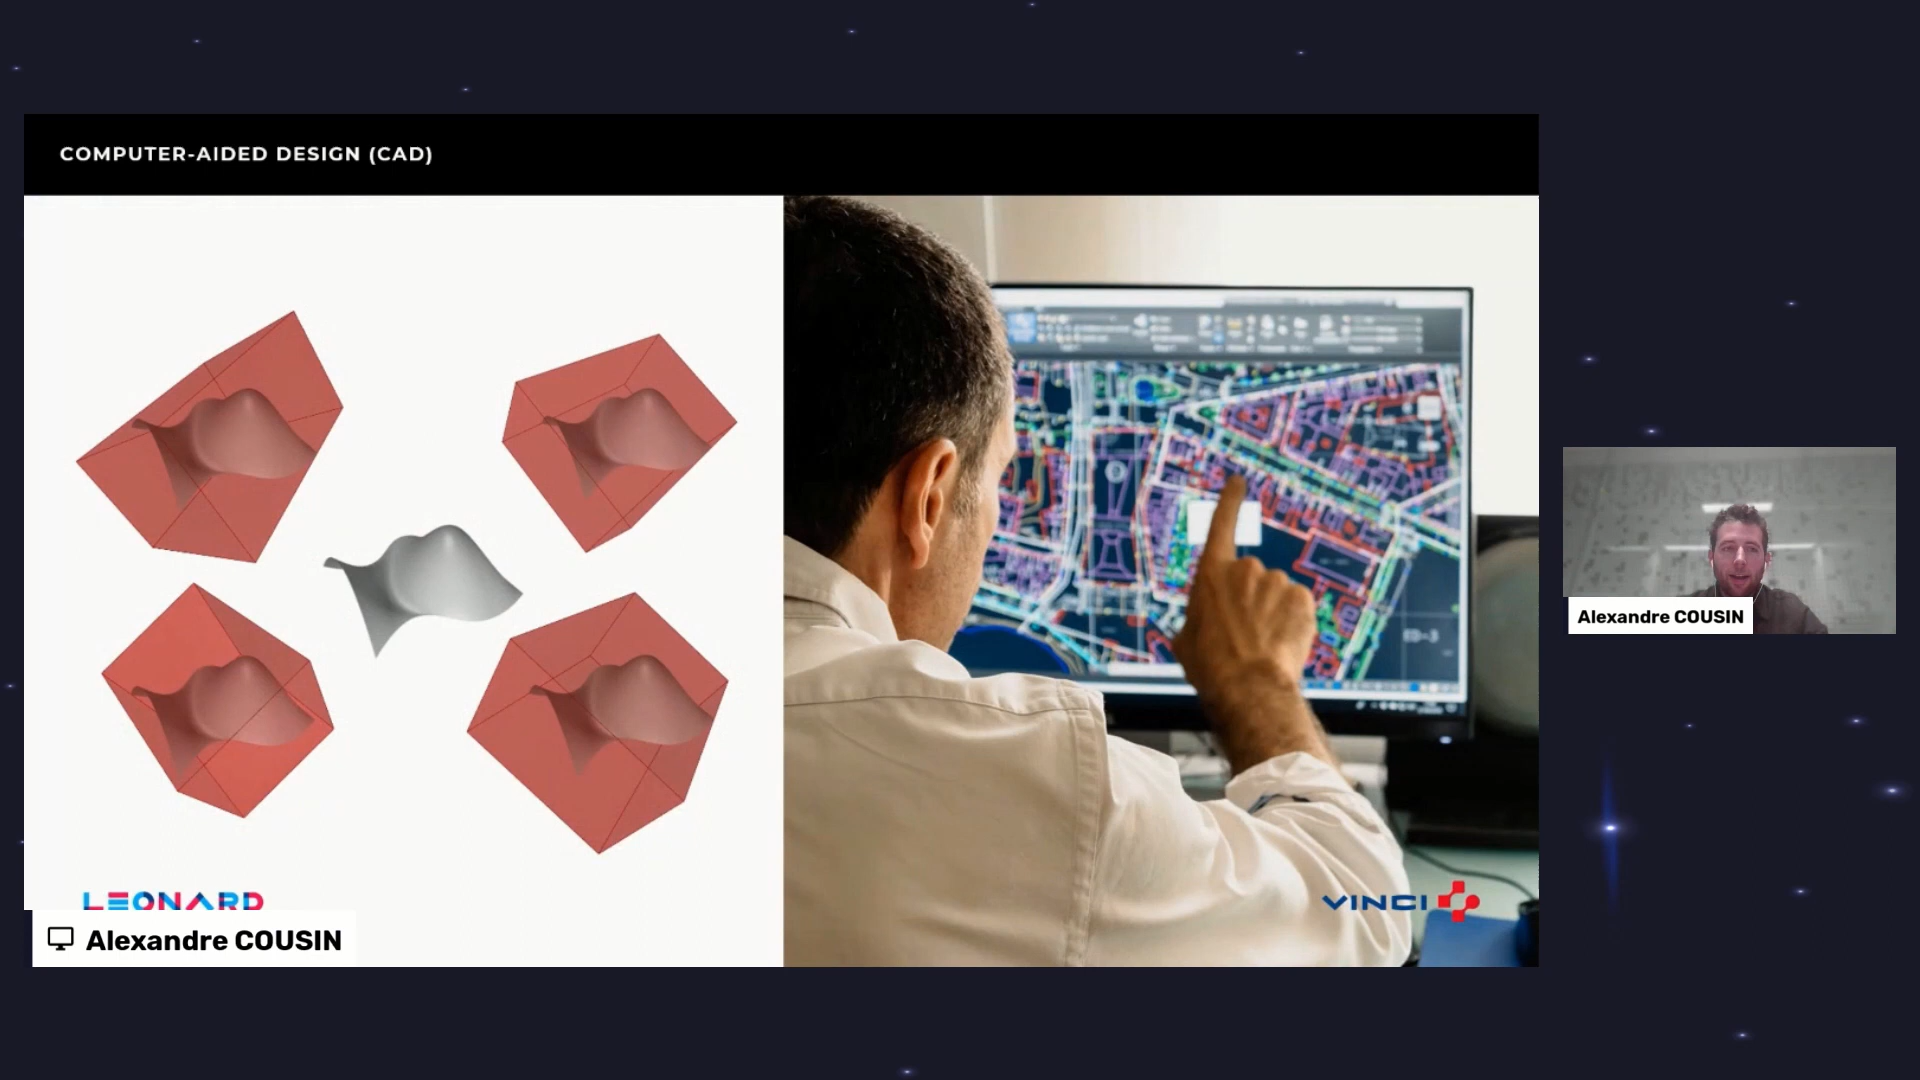 COMPUTER-AIDED DESIGN (CAD)
LEONARD
VINCI
Alexandre COUSIN
Alexandre COUSIN